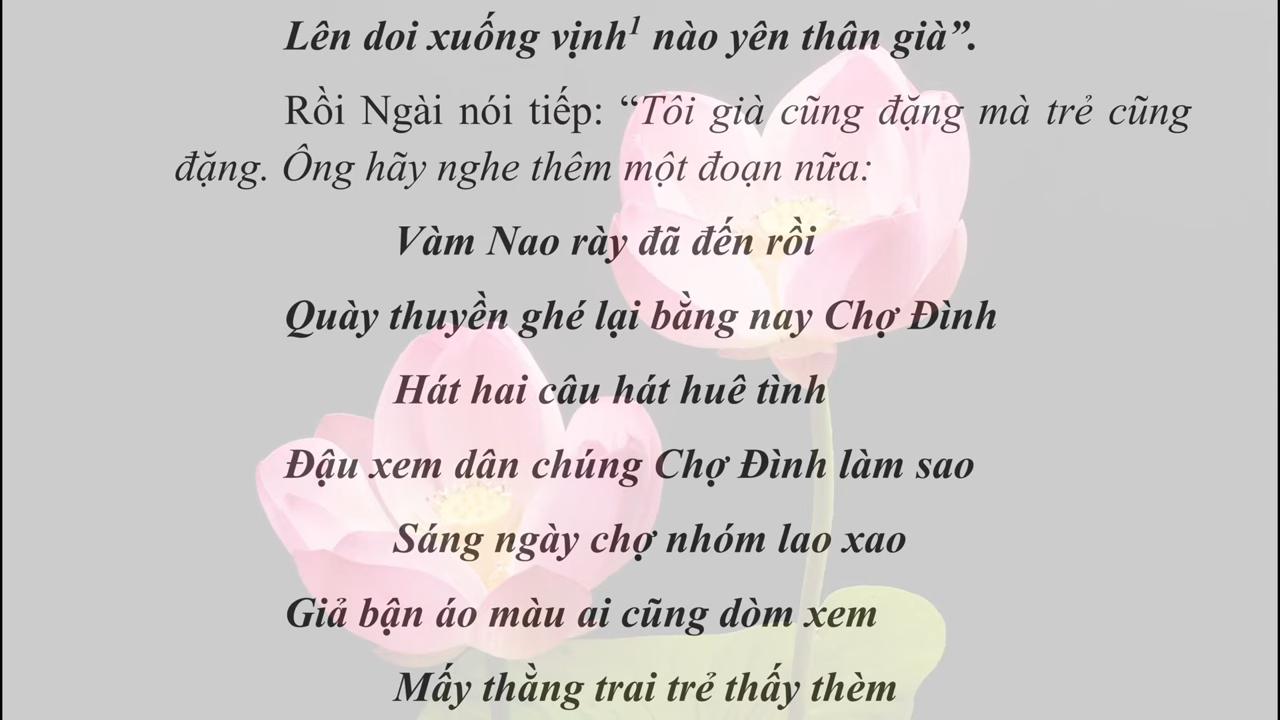 Lên doi xuống vịnh¹ nào yên thân già”.
Rồi Ngài nói tiếp: “Tôi già cũng đặng mà trẻ cũng
đặng. Ông hãy nghe thêm một đoạn nữa:
Vàm Nao rày đã đến rồi
Quày thuyền ghé lại bằng nay Chợ Đình
Hát hai câu hát huê tình
Đậu xem dân chúng Chợ Đình làm sao
Sáng ngày chợ nhóm lao xao
Giả bận áo màu ai cũng dòm xem
Mấy thằng trai trẻ thấy thèm